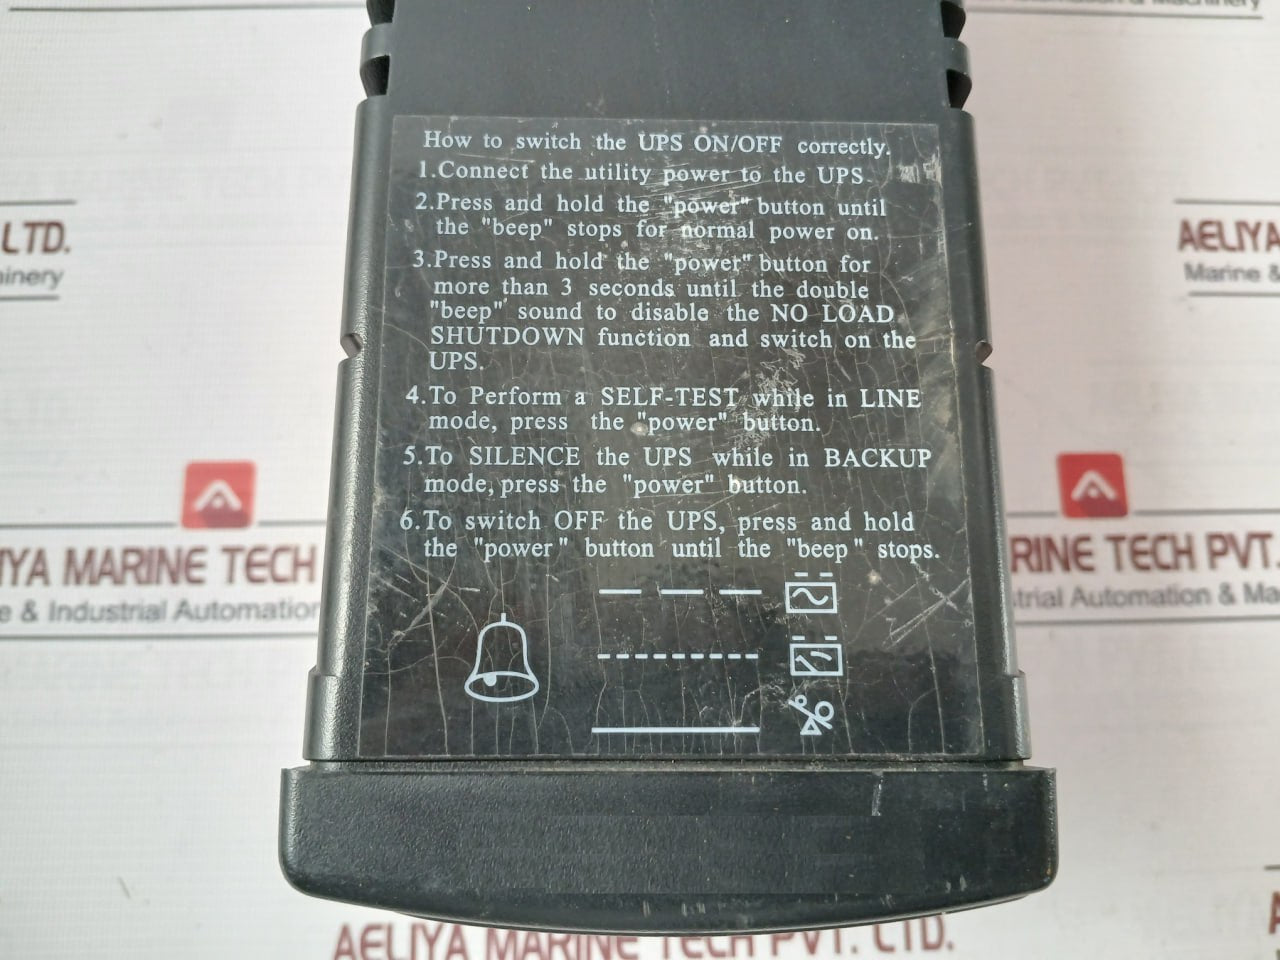 Automation & Machinery
How to switch the UPS ON/OFF correctly.
1.Connect the utility power to the UPS.
2.Press and hold the "power" button until
the "beep" stops for normal power on.
3.Press and hold the "power" button for
more than 3 seconds until the double
"beep" sound to disable the NO LOAD
SHUTDOWN function and switch on the
UPS.
4.To Perform a SELF-TEST while in LINE
mode, press the "power" button.
5.To SILENCE the UPS while in BACKUP
mode, press the "power" button.
6.To switch OFF the UPS, press and hold
the "power" button until the "beep" stops.
LTD.
AELIYA
Marine &
IYA MARINE TECH
& Industrial Automation
RINE TECH PVT.
Automation & Ma
AELIYA MARINE TECH PVT. LTD.